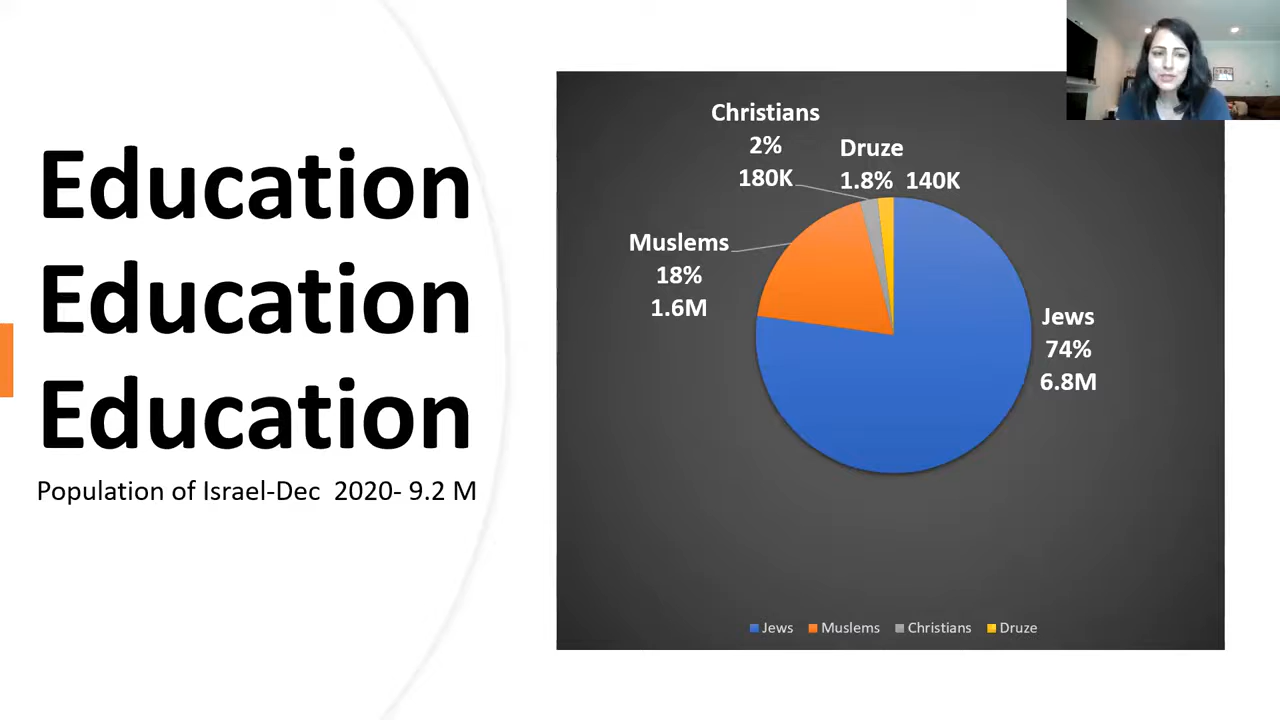 Education
Education
Education
Population of Israel-Dec  2020- 9.2 M
Christians
2%
180K
Druze
1.8%  140K
Muslems
18%
1.6M
Jews
74%
6.8M
Jews
Muslems
Christians
Druze